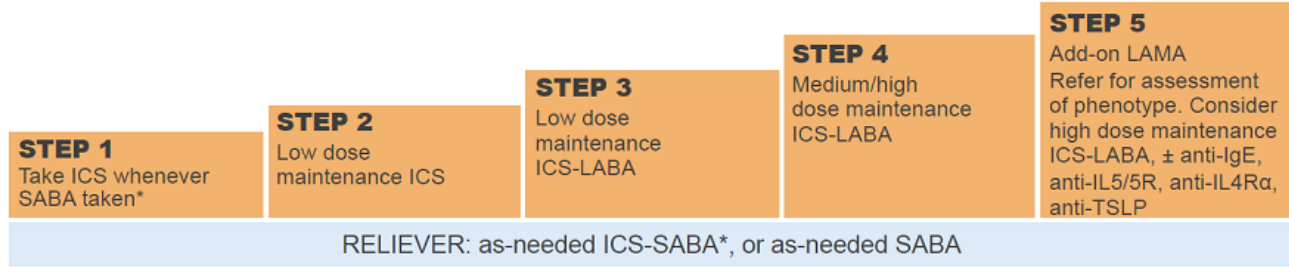 STEP 1
Take ICS whenever
SABA taken*
STEP 2
Low dose
maintenance ICS
STEP 3
Low dose
maintenance
ICS-LABA
STEP 4
Medium/high
dose maintenance
ICS-LABA
STEP 5
Add-on LAMA
Refer for assessment
of phenotype. Consider
high dose maintenance
ICS-LABA, ± anti-IgE,
anti-IL5/5R, anti-IL4Rα,
anti-TSLP
RELIEVER: as-needed ICS-SABA*, or as-needed SABA